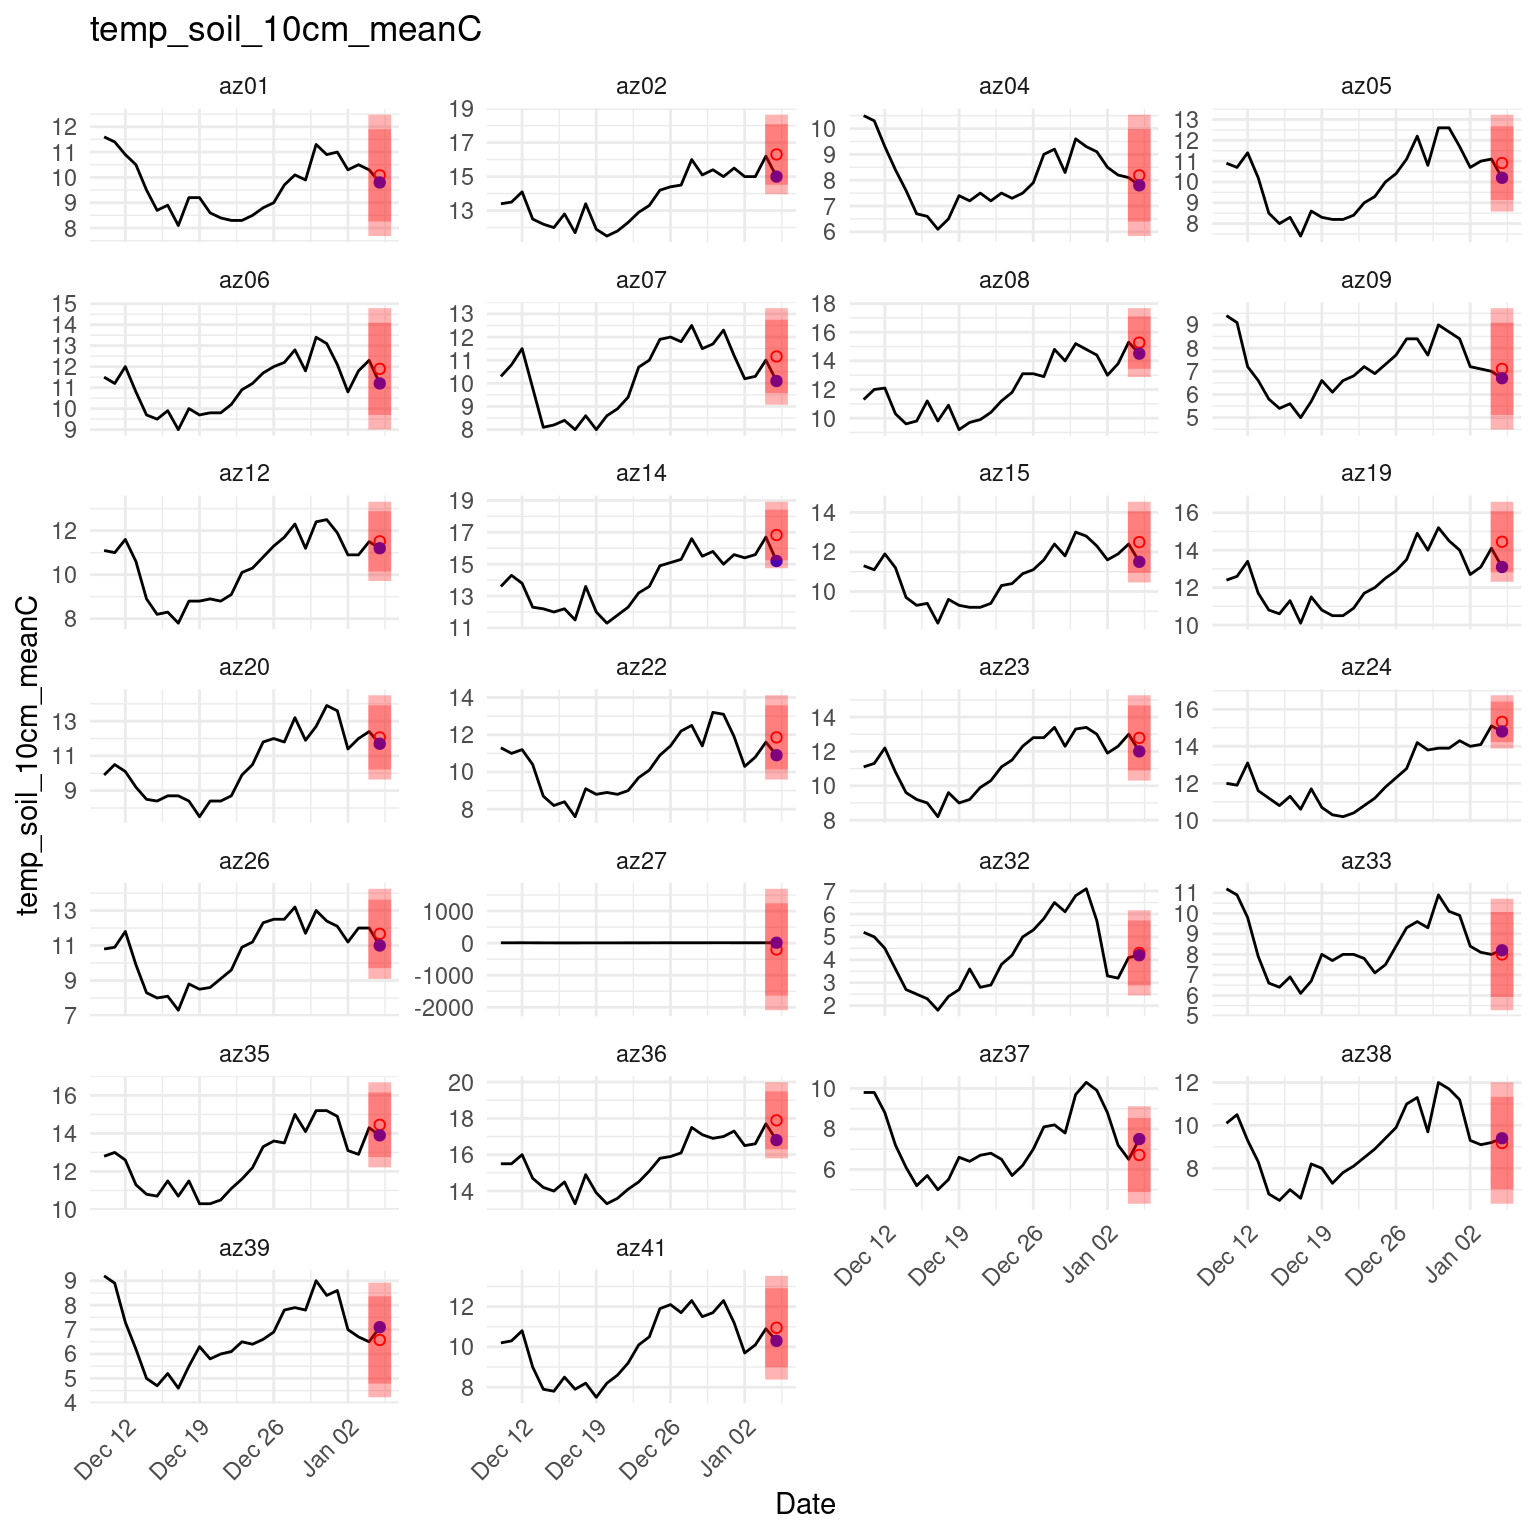 temp_soil_10cm_meanC
az01 az02 az04 az05
12 11 10 9 8
19 17 15 13
10 9 8 7 6
13 12 11 10 9 8
az06 az07 az08 az09
15 14 13 12 11 10 9
13 12 11 10 9 8
18 16 14 12 10
9 8 7 6 5
az12 az14 az15 az19
12 10 8
19 17 15 13 11
14 12 10
16 14 12 10
az20 az22 az23 az24
13 11 9
14 12 10 8
14 12 10 8
16 14 12 10
az26 az27 az32 az33
13 11 9 7
1000 0 -1000 -2000
7 6 5 4 3 2
11 10 9 8 7 6 5
az35 az36 az37 az38
16 14 12 10
20 18 16 14
10 8 6
12 10 8
Dec 12 Dec 19 Dec 26 Jan 02 Dec 12 Dec 19 Dec 26 Jan 02
az39 az41
9 8 7 6 5 4
12 10 8
Dec 12 Dec 19 Dec 26 Jan 02 Dec 12 Dec 19 Dec 26 Jan 02
temp_soil_10cm_meanC
Date